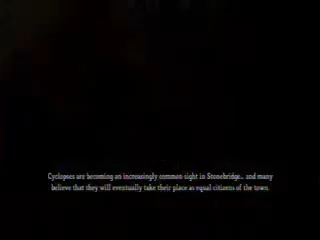 Cyclopses are becoming an increasingly common sight in Stonebridge... and many
believe that they will eventually take their place as equal citizens of the town.